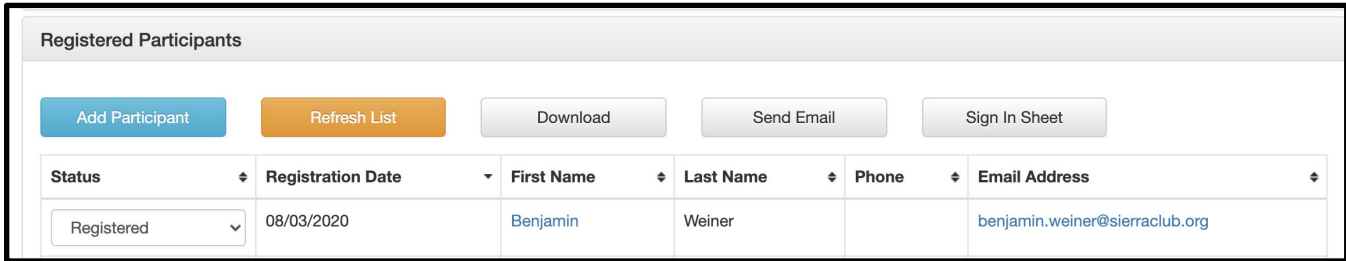 Registered Participants
Add Participant Refresh List Download Send Email Sign In Sheet
Status Registration Date First Name Last Name Phone Email Address
Registered 08/03/2020 Benjamin Weiner benjamin.weiner@sierraclub.org